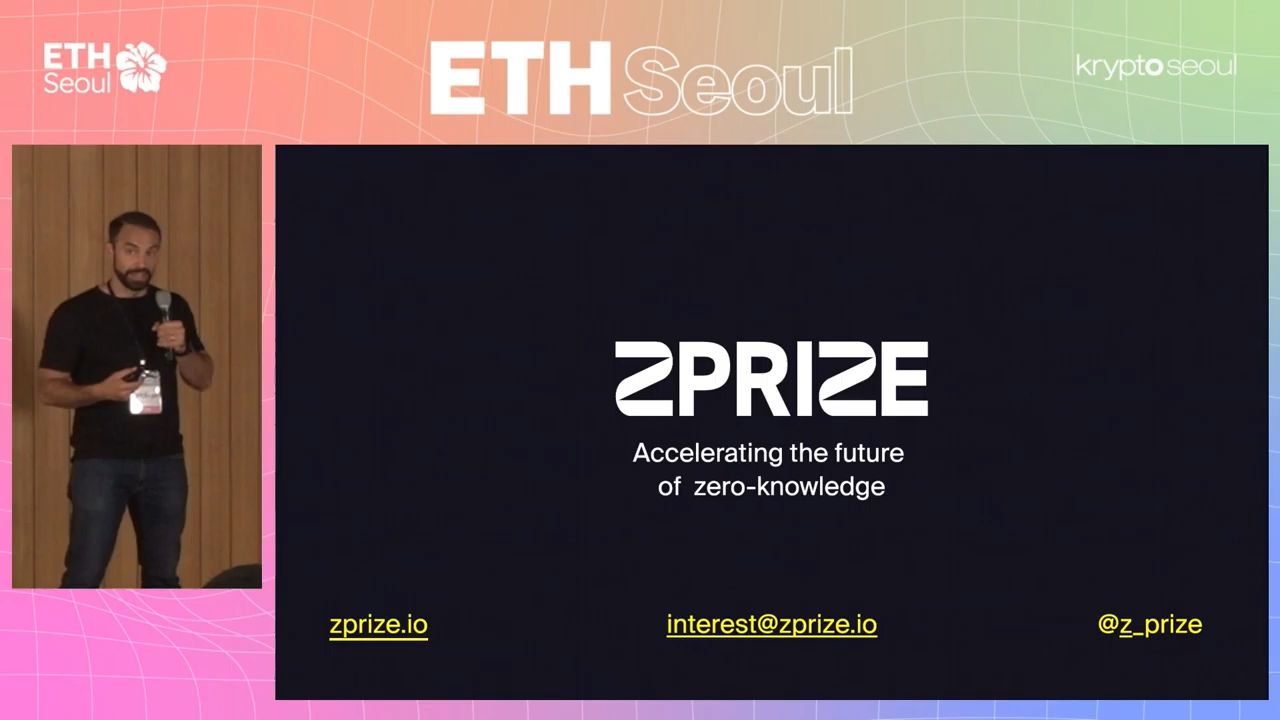 ETH
Seoul
ETH Seoul
krypto seoul
ZPRIZE
Accelerating the future
of zero-knowledge
zprize.io
interest@zprize.io
@z_prize